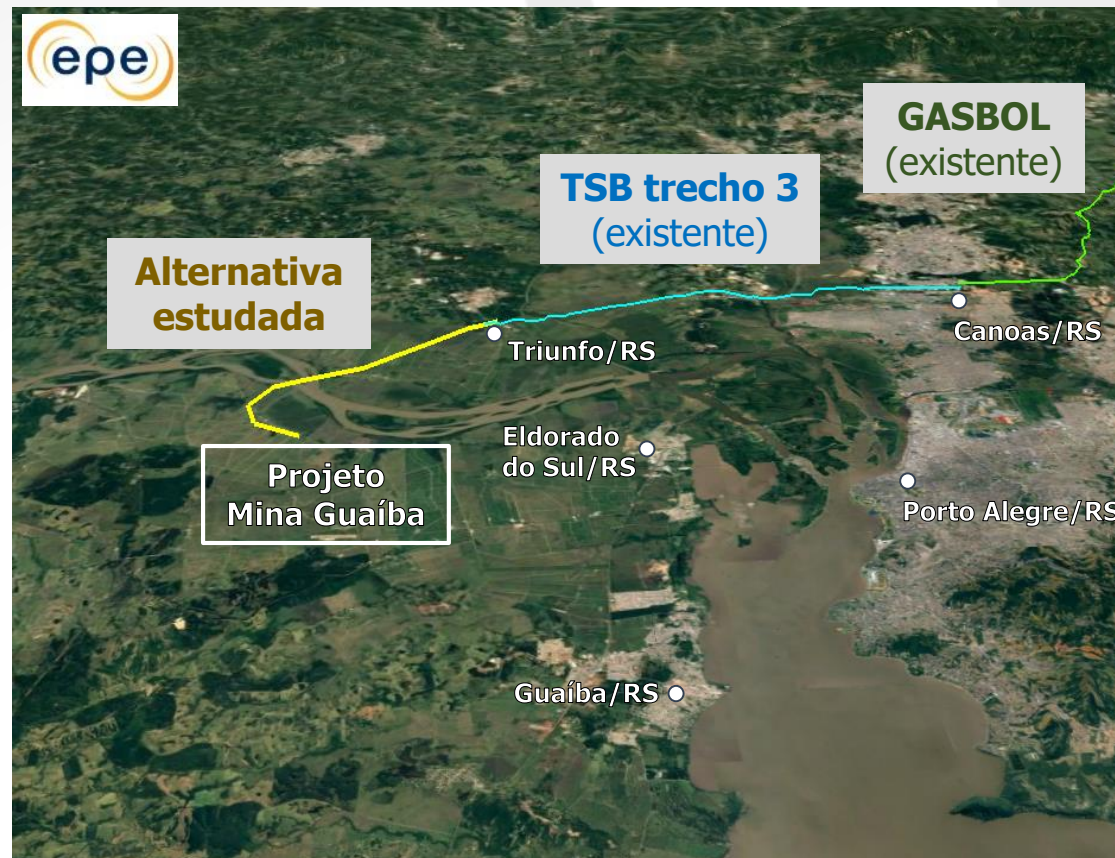 epe
GASBOL
(existente)
TSB trecho 3
(existente)
Alternativa
estudada
Canoas/RS
Triunfo/RS
Eldorado
do Sul/RS
Projeto
Mina Guaíba
Porto Alegre/RS
Guaíba/RS